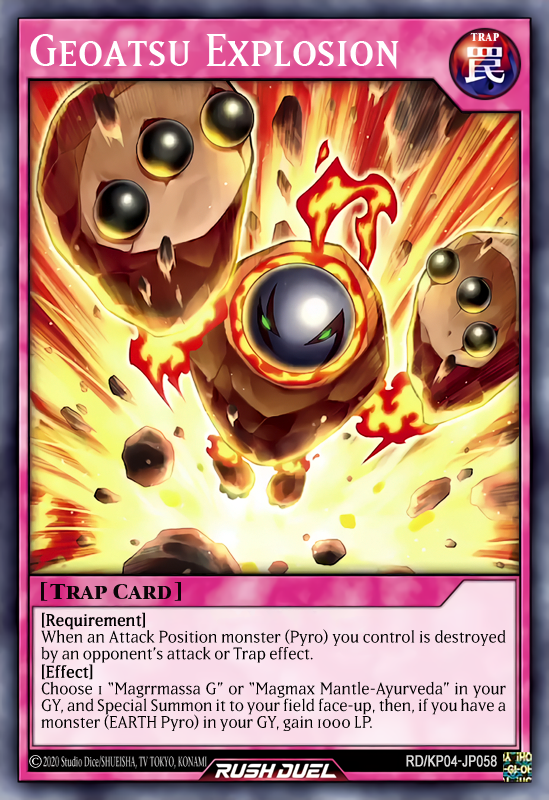 Geoatsu Explosion
TRAP
罠
[Trap Card]
[Requirement]
When an Attack Position monster (Pyro) you control is destroyed
by an opponent's attack or Trap effect.
[Effect]
Choose 1 "Magrrmassa G" or "Magmax Mantle-Ayurveda" in your
GY, and Special Summon it to your field face-up, then, if you have a
monster (EARTH Pyro) in your GY, gain 1000 LP.
©2020 Studio Dice/SHUEISHA, TV TOKYO, KONAMI
RUSH DUEL
RD/KP04-JP058